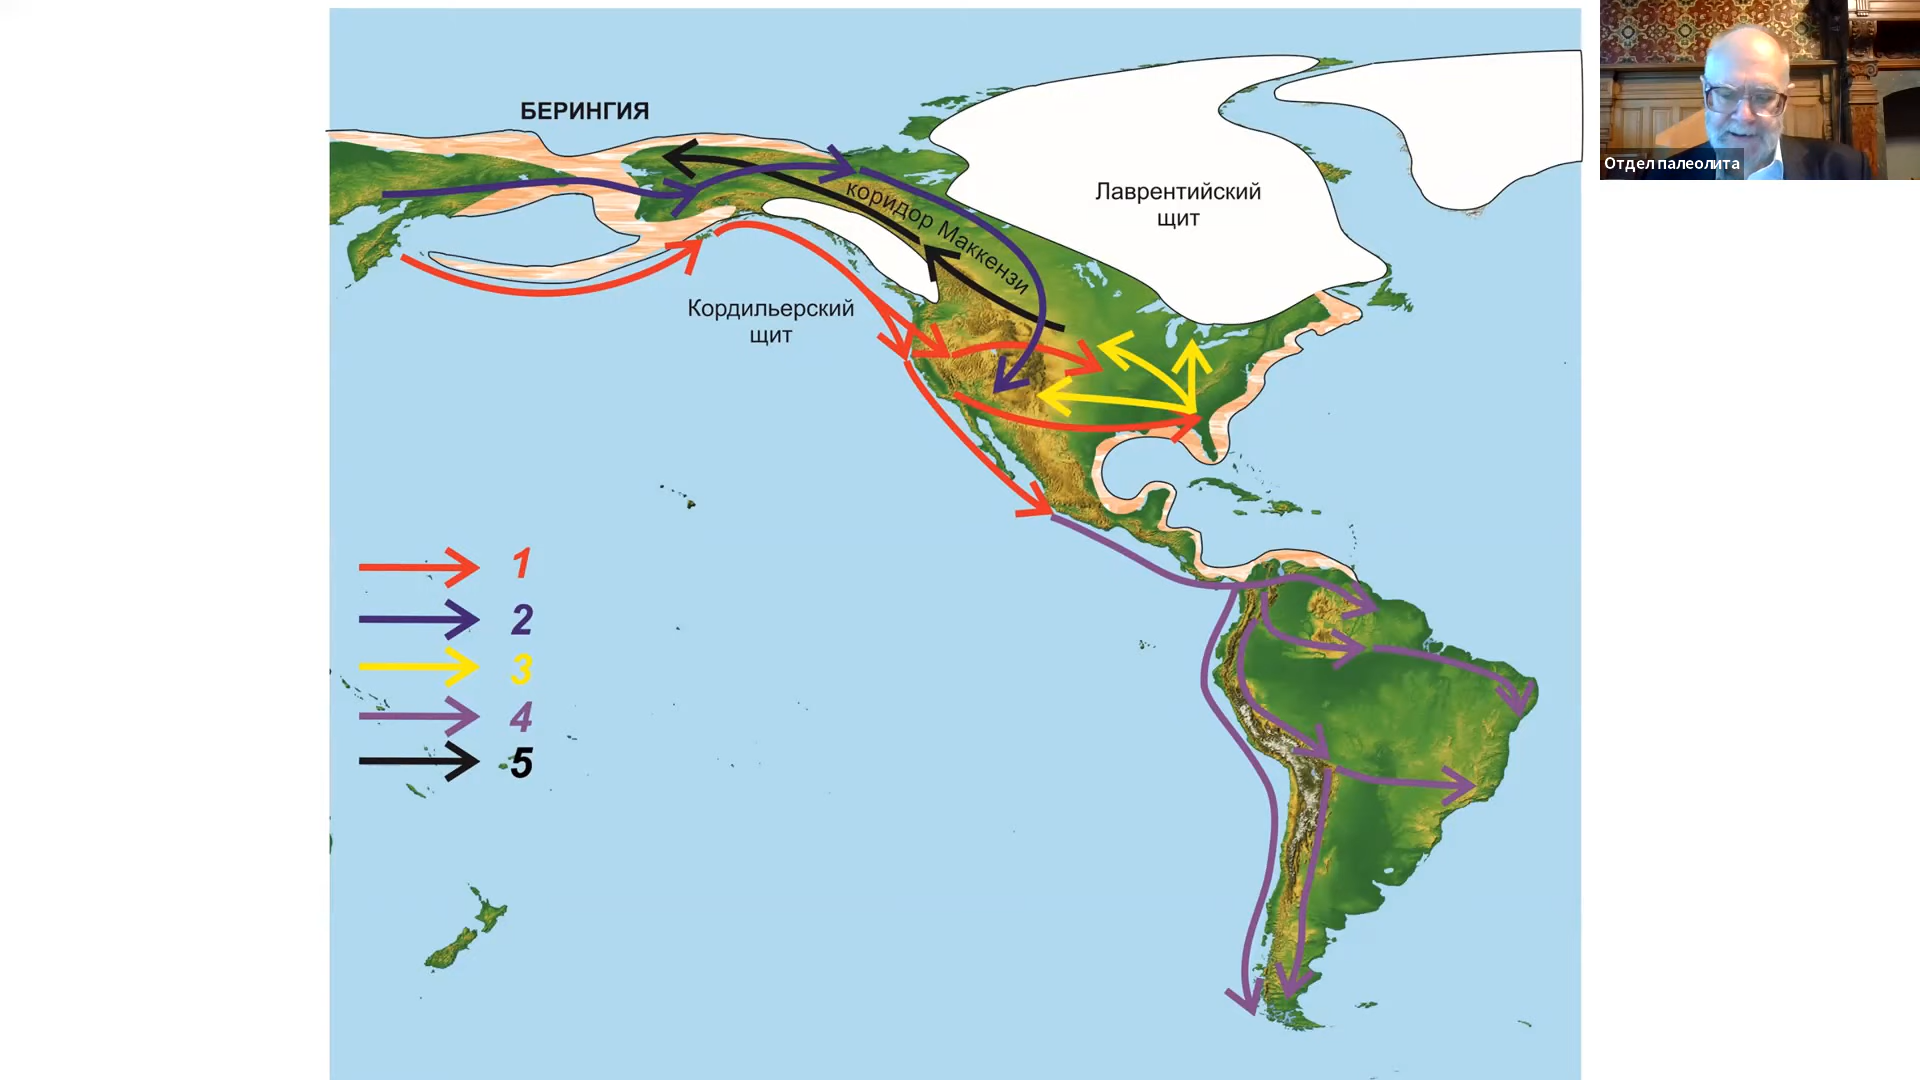 БЕРИНГИЯ
Отдел палеолита
Лаврентийский
щит
коридор Маккензи
Кордильерский
щит
1
2
3
4
5